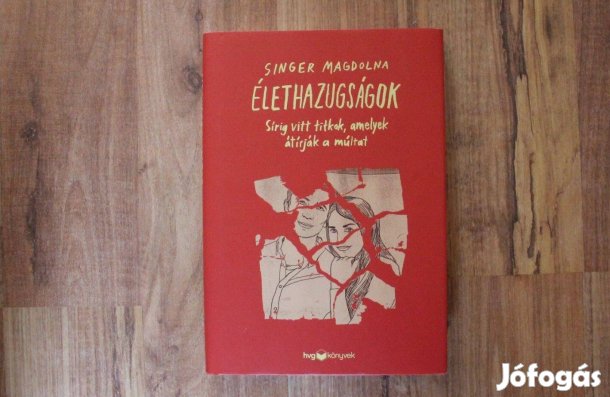 SINGER MAGDOLNA
ÉLETHAZUGSÁGOK
Sírig vitt titkok, amelyek
átírják a múltat
hvg könyvek
Jófogás